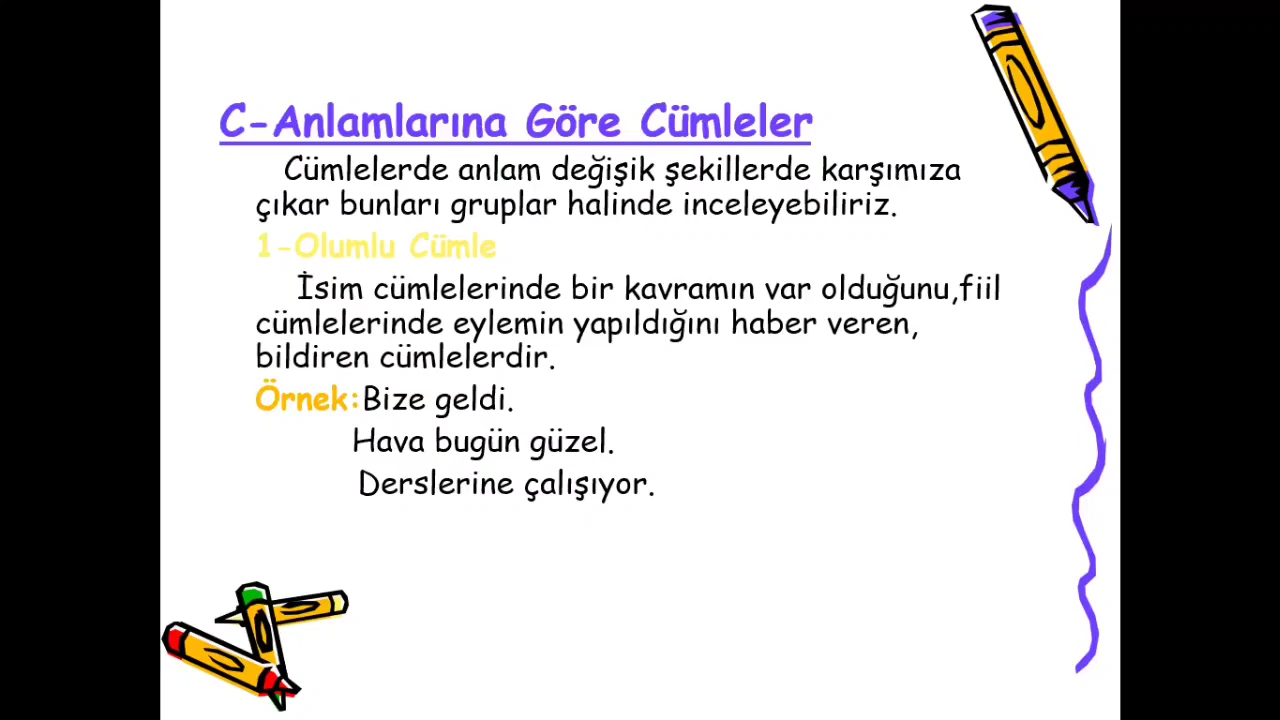 C-Anlamlarına Göre Cümleler
Cümlelerde anlam değişik şekillerde karşımıza
çıkar bunları gruplar halinde inceleyebiliriz.
1-Olumlu Cümle
İsim cümlelerinde bir kavramın var olduğunu,fiil
cümlelerinde eylemin yapıldığını haber veren,
bildiren cümlelerdir.
Örnek:Bize geldi.
Hava bugün güzel.
Derslerine çalışıyor.